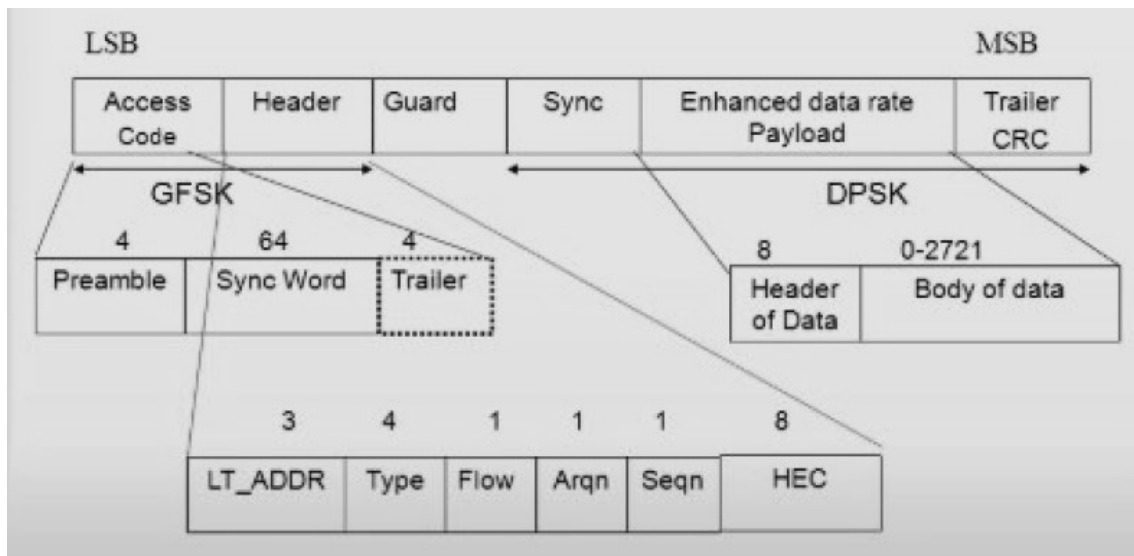 LSB MSB
Access Header Guard Sync Enhanced data rate Trailer
Code Payload CRC
GFSK DPSK
4 64 4 8 0-2721
Preamble Sync Word Trailer Header Body of data
of Data
3 4 1 1 1 8
LT_ADDR Type Flow Arqn Seqn HEC